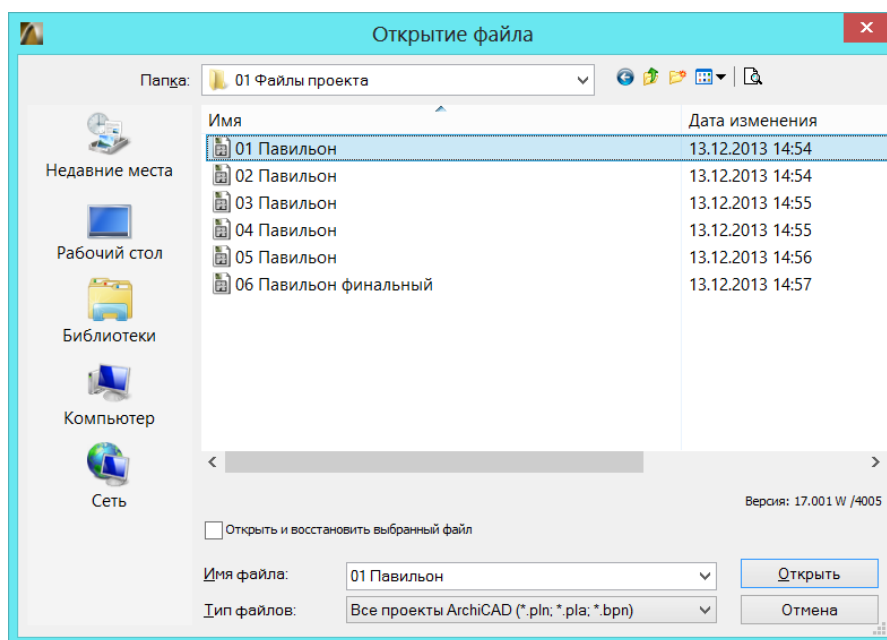 Открытие файла
Папка: 01 Файлы проекта
Имя Дата изменения
01 Павильон 13.12.2013 14:54
02 Павильон 13.12.2013 14:54
03 Павильон 13.12.2013 14:55
04 Павильон 13.12.2013 14:55
05 Павильон 13.12.2013 14:56
06 Павильон финальный 13.12.2013 14:57
Недавние места
Рабочий стол
Библиотеки
Компьютер
Сеть
Версия: 17.001 W /4005
Открыть и восстановить выбранный файл
Имя файла: 01 Павильон Открыть
Тип файлов: Все проекты ArchiCAD (*.pln; *.pla; *.bpn) Отмена